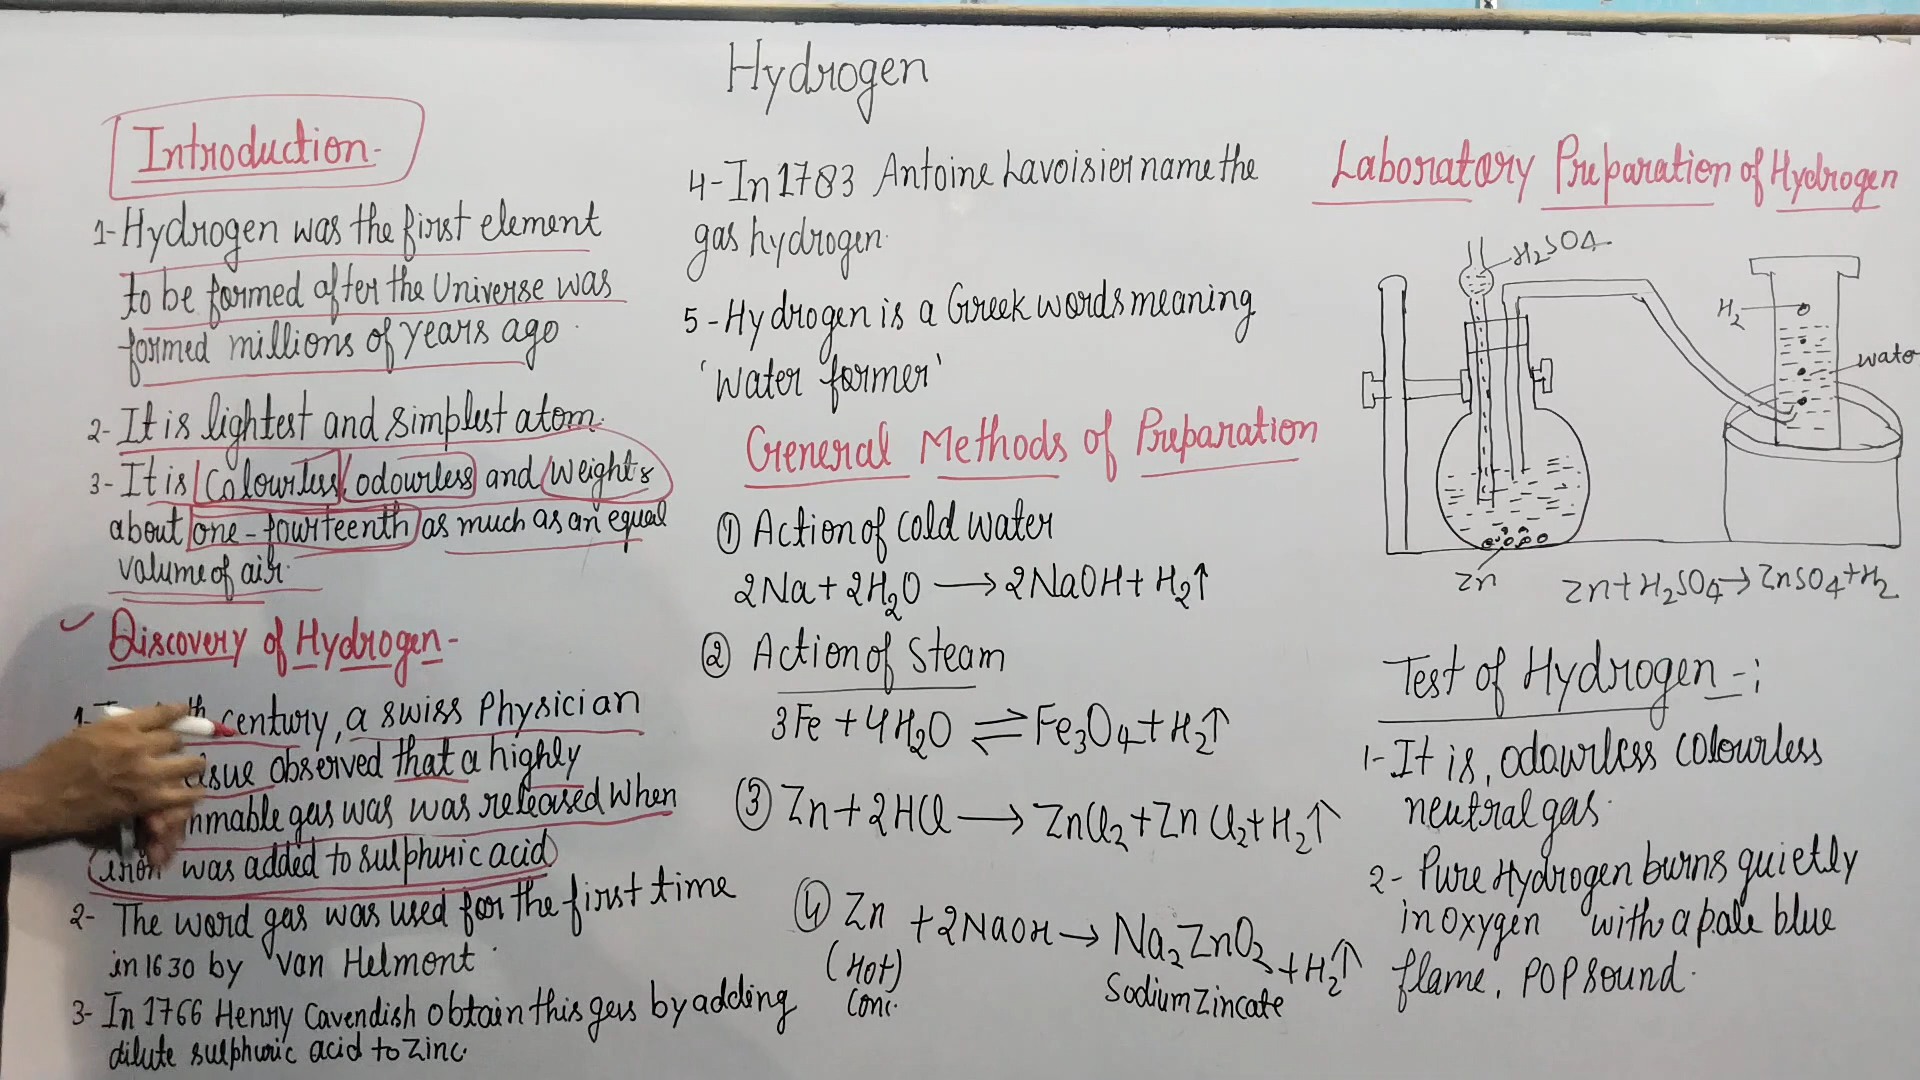 Hydrogen
Introduction-
1- Hydrogen was the first element
to be formed after the Universe was
formed millions of years ago.
2- It is lightest and simplest atom.
3- It is Colourless, odourless and weights
about one-fourteenth as much as an equal
volume of air.
Discovery of Hydrogen-
century, a swiss Physician
observed that a highly
gas was was released when
iron was added to sulphuric acid
2- The word gas was used for the first time
in 1630 by Van Helmont
3- In 1766 Henry Cavendish obtain this gas by adding
dilute sulphuric acid to zinc.
4- In 1783 Antoine Lavoisier name the
gas hydrogen.
5- Hydrogen is a Greek words meaning
'Water former'
General Methods of Preparation
① Action of cold water
2Na + 2H₂O → 2NaOH + H₂↑
② Action of Steam
3Fe + 4H₂O ⇌ Fe₃O₄ + H₂↑
③ Zn + 2HCl → ZnCl₂ + ZnCl₂ + H₂↑
④ Zn + 2NaOH → Na₂ZnO₂ + H₂↑
(Hot) Sodium zincate
Conc.
Laboratory Preparation of Hydrogen
H₂SO₄
H₂
water
Zn
Zn + H₂SO₄ → ZnSO₄ + H₂
Test of Hydrogen -:
1- It is, odourless colourless
neutral gas.
2- Pure Hydrogen burns quietly
in oxygen with a pale blue
flame, POP sound.